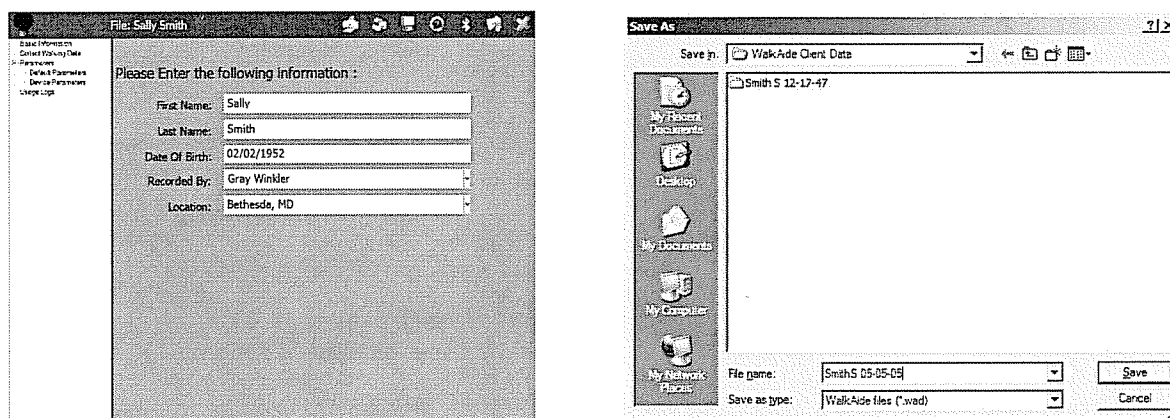 File: Sally Smith
Basic Information
Collect Walking Data
Parameters
Default Parameters
Device Parameters
Usage Logs
Please Enter the following information :
First Name: Sally
Last Name: Smith
Date Of Birth: 02/02/1952
Recorded By: Gray Winkler
Location: Bethesda, MD
Save As
Save in: WalkAide Client Data
Smith S 12-17-47
My Recent
Documents
Desktop
My Documents
My Computer
My Network
Places
File name: SmithS 05-05-05
Save
Save as type: WalkAide files (*.wad)
Cancel